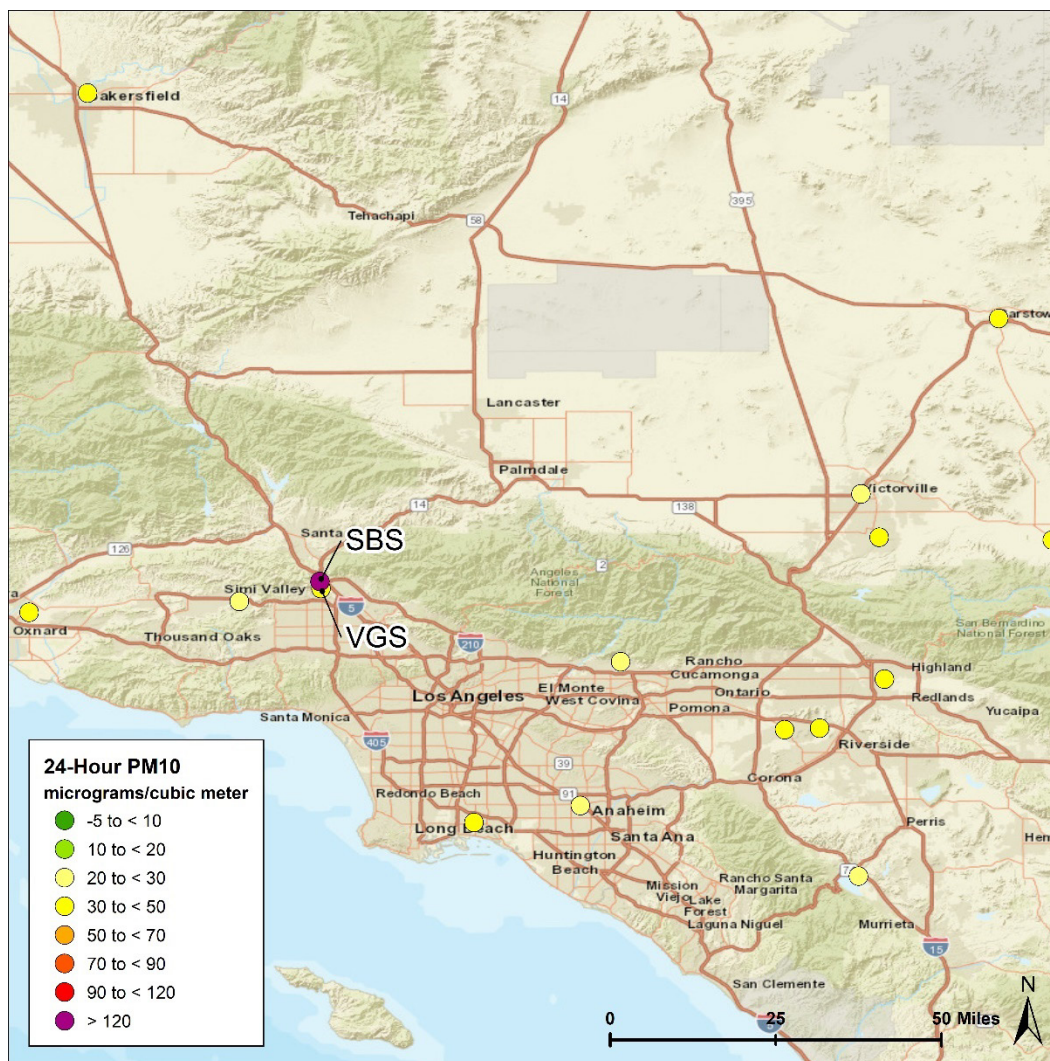 akersfield
14
395
Tehachapi
58
arstow
Lancaster
Palmdale
Victorville
14
138
Santa
SBS
126
2
Angeles
National
Forest
Simi Valley
5
San Bernardino
National Forest
Oxnard
Thousand Oaks
VGS
210
Rancho
Cucamonga
Highland
El Monte
West Covina
Ontario
Redlands
Los Angeles
Pomona
Yucaipa
Santa Monica
405
Riverside
39
Corona
Redondo Beach
91
Anaheim
Perris
Long Beach
Santa Ana
Hem
Huntington
Beach
Rancho Santa
Margarita
Mission
Viejo
Lake
Forest
Laguna Niguel
Murrieta
15
San Clemente
5
24-Hour PM10
micrograms/cubic meter
-5 to < 10
10 to < 20
20 to < 30
30 to < 50
50 to < 70
70 to < 90
90 to < 120
> 120
N
0 25 50 Miles